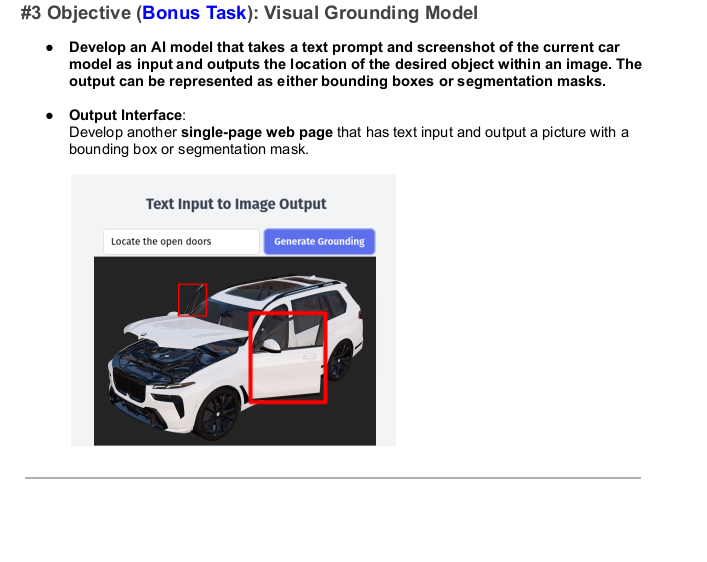 #3 Objective (Bonus Task): Visual Grounding Model
● Develop an AI model that takes a text prompt and screenshot of the current car
model as input and outputs the location of the desired object within an image. The
output can be represented as either bounding boxes or segmentation masks.
● Output Interface:
Develop another single-page web page that has text input and output a picture with a
bounding box or segmentation mask.
Text Input to Image Output
Locate the open doors
Generate Grounding